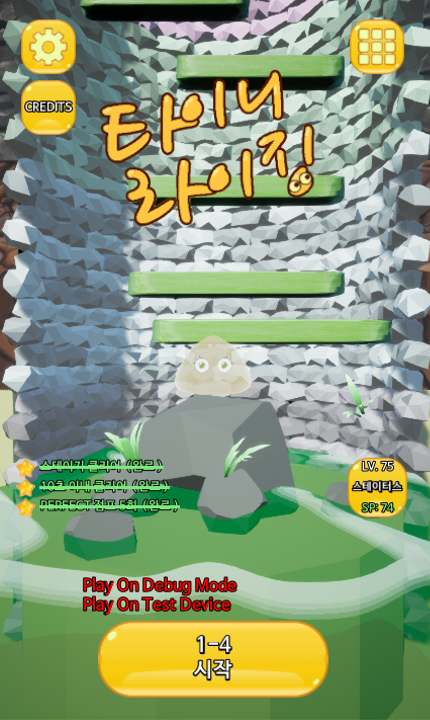 CREDITS
타이니
라이징
스테이지 클리어 (완료)
10초 이내 클리어 (완료)
PERFECT 점프 5회 (완료)
LV. 75
스테이터스
SP: 74
Play On Debug Mode
Play On Test Device
1-4
시작